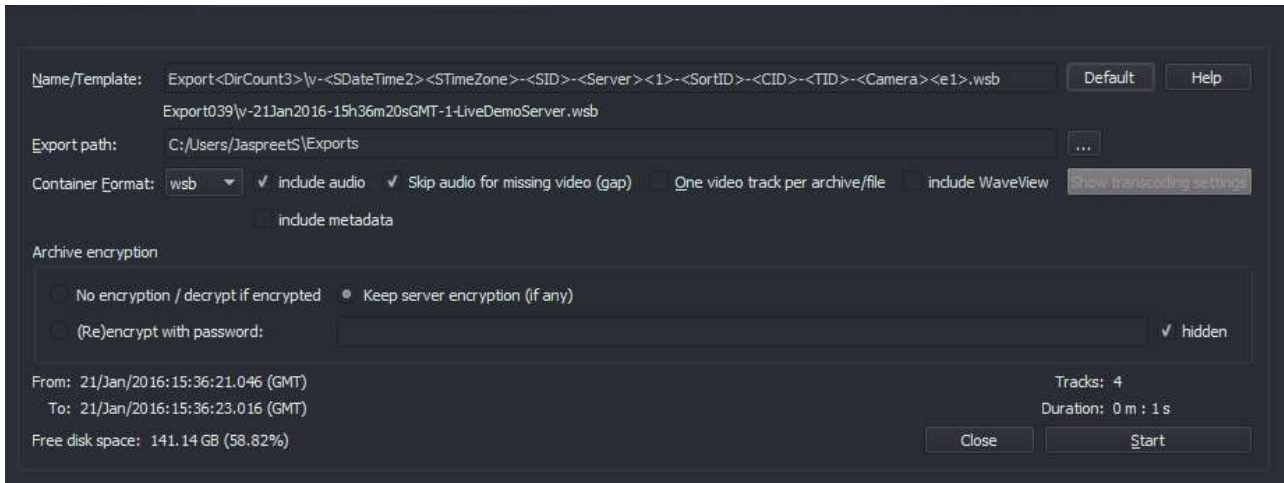 Name/Template: Export<DirCount3>\v-<SDateTime2><STimeZone>-<SID>-<Server><1>-<SortID>-<CID>-<TID>-<Camera><e1>.wsb Default Help
Export039\v-21Jan2016-15h36m20sGMT-1-LiveDemoServer.wsb
Export path: C:/Users/JaspreetS\Exports ...
Container Format: wsb include audio Skip audio for missing video (gap) One video track per archive/file include WaveView Show transcoding settings
include metadata
Archive encryption
No encryption / decrypt if encrypted Keep server encryption (if any)
(Re)encrypt with password: hidden
From: 21/Jan/2016:15:36:21.046 (GMT) Tracks: 4
To: 21/Jan/2016:15:36:23.016 (GMT) Duration: 0 m : 1 s
Free disk space: 141.14 GB (58.82%) Close Start